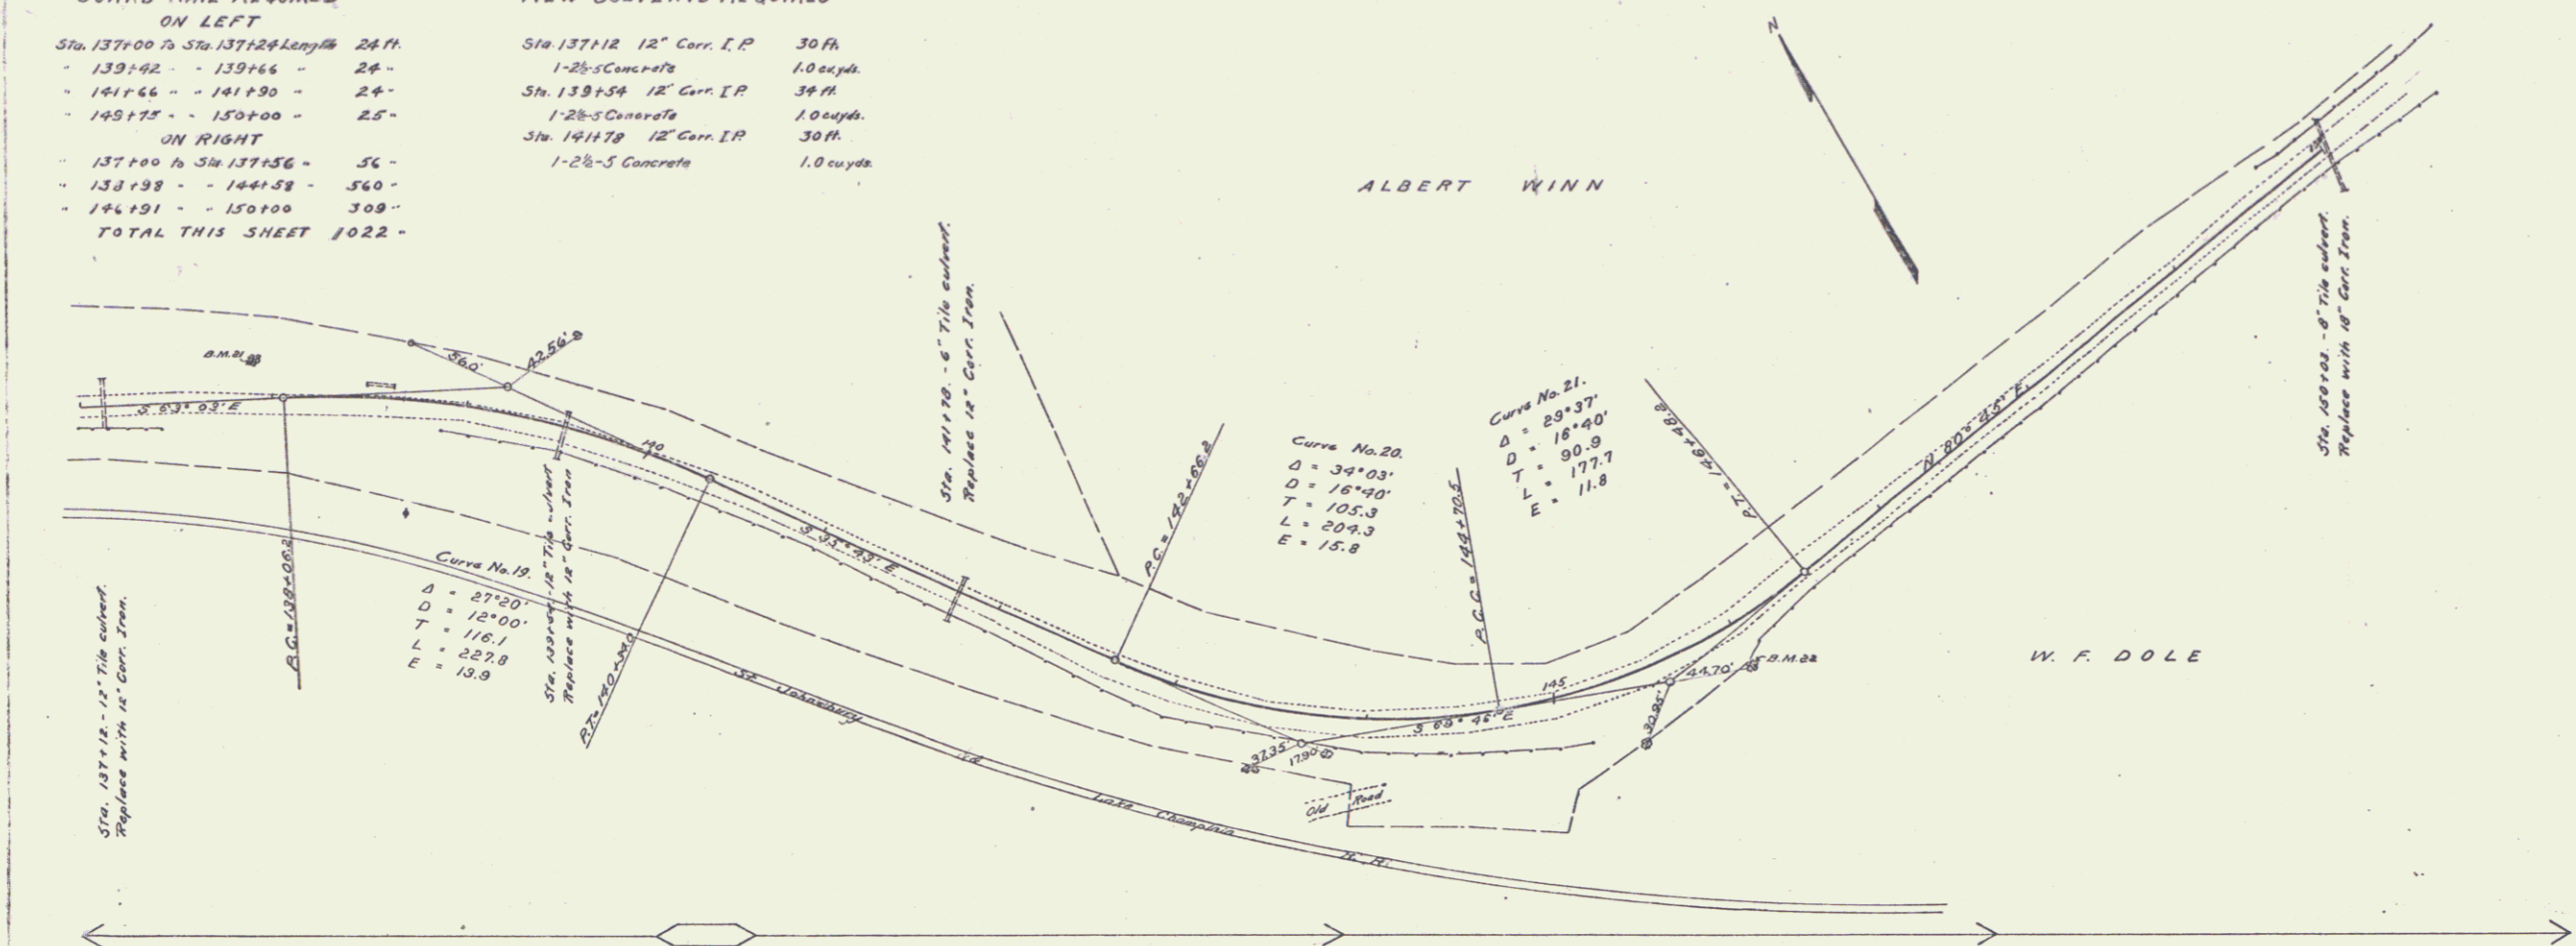 ON LEFT
Sta. 137+00 To Sta. 137+24 Length 24 ft.
" 139+42 " " 139+66 " 24 "
" 141+66 " " 141+90 " 24 "
" 149+75 " " 150+00 " 25 "
ON RIGHT
" 137+00 to Sta. 137+56 " 56 "
" 138+98 " " 144+58 " 560 "
" 146+91 " " 150+00 309 "
TOTAL THIS SHEET 1022 "
Sta. 137+12 12" Corr. I.P. 30 ft.
1-2½-5 Concrete 1.0 cu.yds.
Sta. 139+54 12" Corr. I.P. 34 ft.
1-2½-5 Concrete 1.0 cu.yds.
Sta. 141+78 12" Corr. I.P. 30 ft.
1-2½-5 Concrete 1.0 cu.yds.
N
ALBERT WINN
W. F. DOLE
B.M. 21
56.0'
42.56'
S 63° 03' E
140
Sta. 137+12. - 12" Tile culvert.
Replace with 12" Corr. Iron.
P.C. = 138+06.2
Curve No. 19.
Δ = 27°20'
D = 12°00'
T = 116.1
L = 227.8
E = 13.9
Sta. 139+54. - 12" Tile culvert
Replace with 12" Corr. Iron
P.T. = 140+34.0
S 35° 43' E
Sta. 141+78. - 6" Tile culvert.
Replace 12" Corr. Iron.
P.C. = 142+66.2
Curve No. 20.
Δ = 34°03'
D = 16°40'
T = 105.3
L = 204.3
E = 15.8
P.C.C. = 144+70.5
Curve No. 21.
Δ = 29°37'
D = 16°40'
T = 90.9
L = 177.7
E = 11.8
P.T. = 146+48.2
N 80° 45' E
Sta. 150+03. - 8" Tile culvert.
Replace with 18" Corr. Iron.
145
S 69° 46' E
44.70'
B.M. 22
30.95'
37.35'
17.90'
Old Road
St. Johnsbury
Lake
Champlain
R. R.